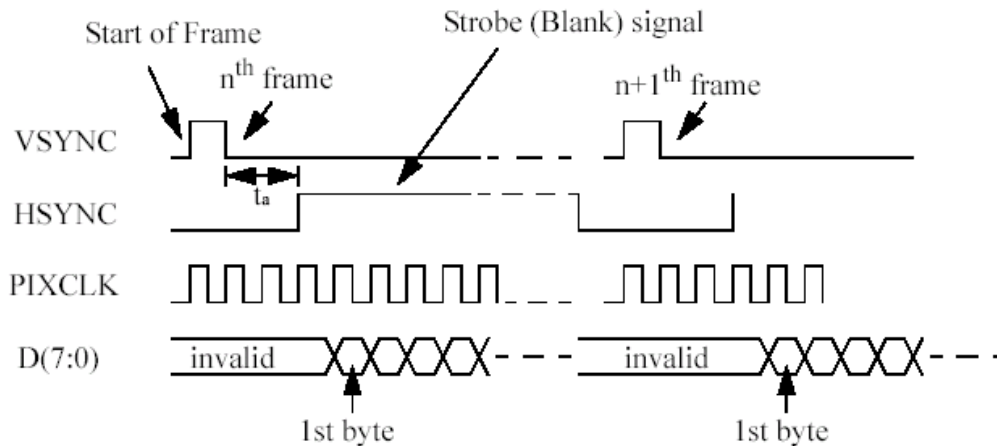 Start of Frame
Strobe (Blank) signal
nth frame
n+1th frame
VSYNC
ta
HSYNC
PIXCLK
D(7:0)
invalid
invalid
1st byte
1st byte